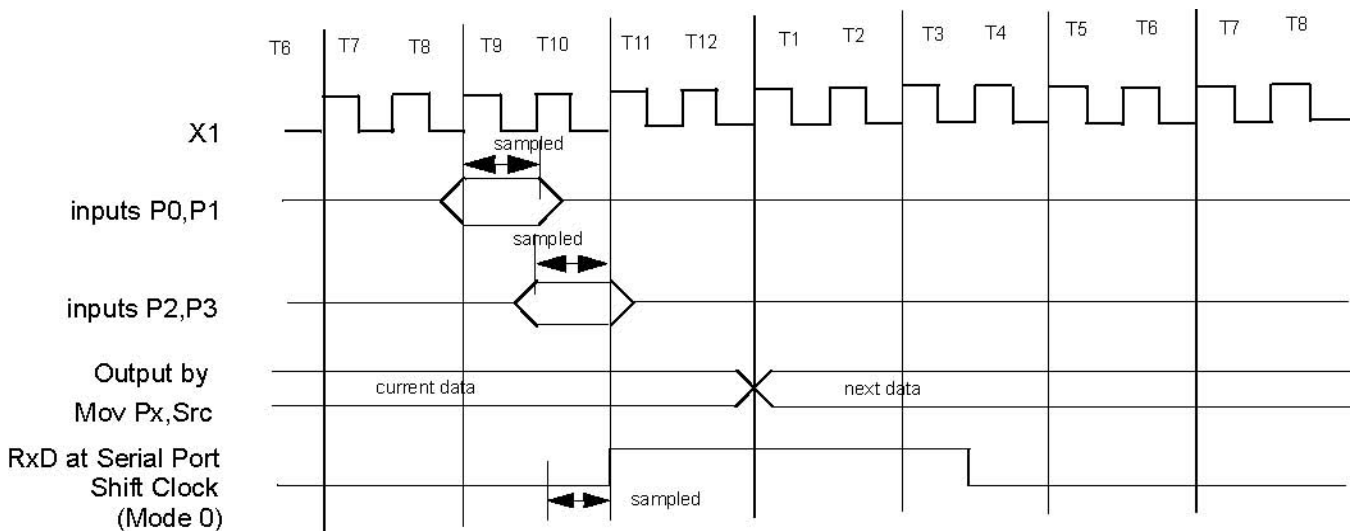 T6 T7 T8 T9 T10 T11 T12 T1 T2 T3 T4 T5 T6 T7 T8
X1
sampled
inputs P0,P1
sampled
inputs P2,P3
Output by
current data next data
Mov Px,Src
RxD at Serial Port
Shift Clock
sampled
(Mode 0)